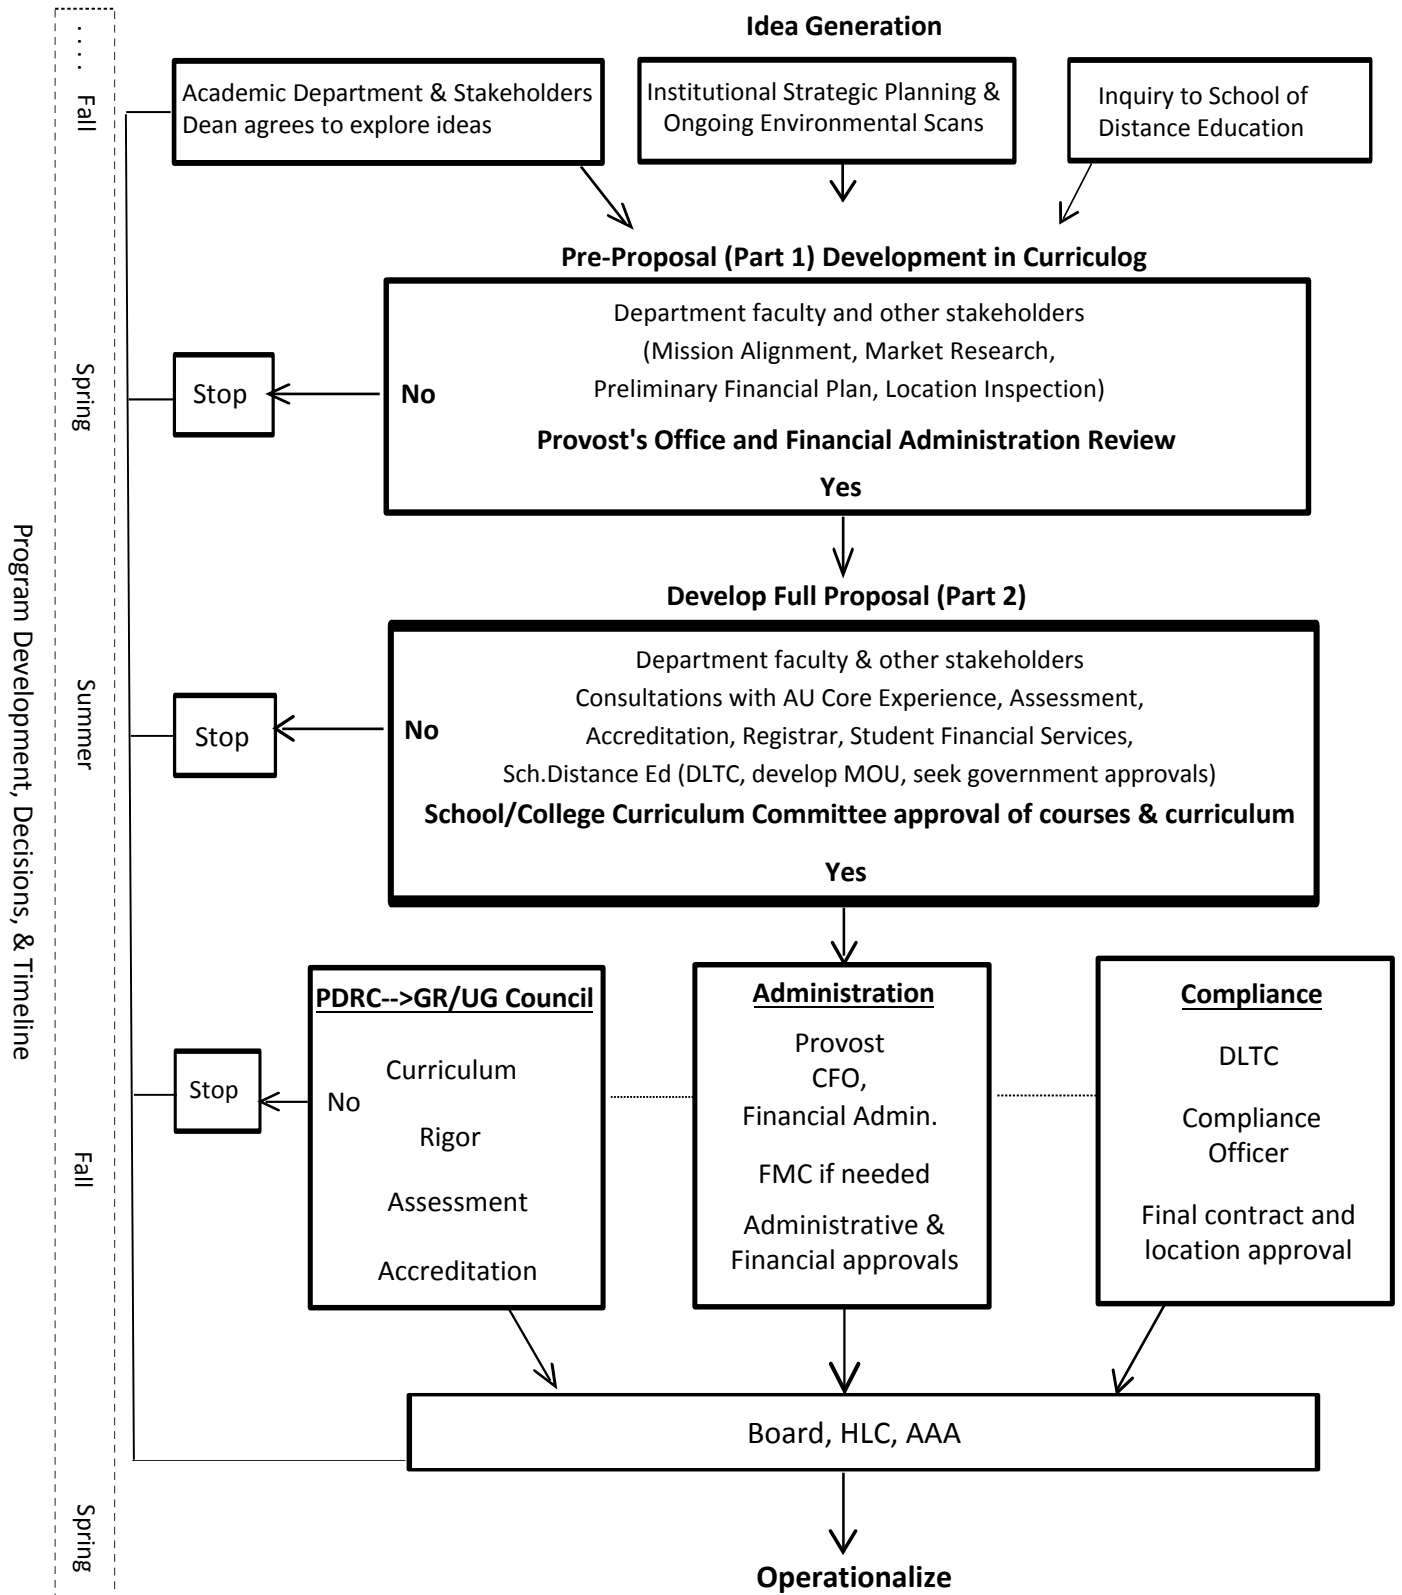 Idea Generation
. . . .
Fall
Academic Department & Stakeholders
Dean agrees to explore ideas
Institutional Strategic Planning &
Ongoing Environmental Scans
Inquiry to School of
Distance Education
Pre-Proposal (Part 1) Development in Curriculog
Department faculty and other stakeholders
(Mission Alignment, Market Research,
Preliminary Financial Plan, Location Inspection)
Provost's Office and Financial Administration Review
Yes
No
Stop
Spring
Develop Full Proposal (Part 2)
Department faculty & other stakeholders
Consultations with AU Core Experience, Assessment,
Accreditation, Registrar, Student Financial Services,
Sch.Distance Ed (DLTC, develop MOU, seek government approvals)
School/College Curriculum Committee approval of courses & curriculum
Yes
No
Stop
Summer
Program Development, Decisions, & Timeline
PDRC-->GR/UG Council
Curriculum
Rigor
Assessment
Accreditation
No
Stop
Fall
Administration
Provost
CFO,
Financial Admin.
FMC if needed
Administrative &
Financial approvals
Compliance
DLTC
Compliance
Officer
Final contract and
location approval
Board, HLC, AAA
Spring
Operationalize